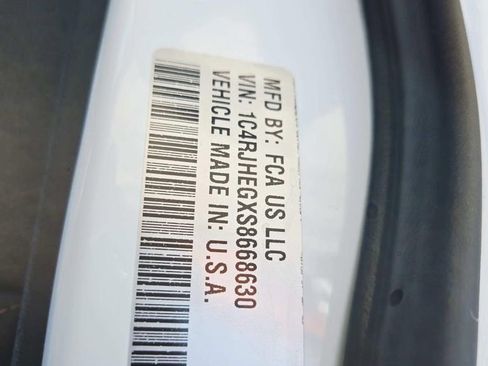 MFD BY: FCA US LLC
VIN: 1C4RJHEGXS8668630
VEHICLE MADE IN: U.S.A.